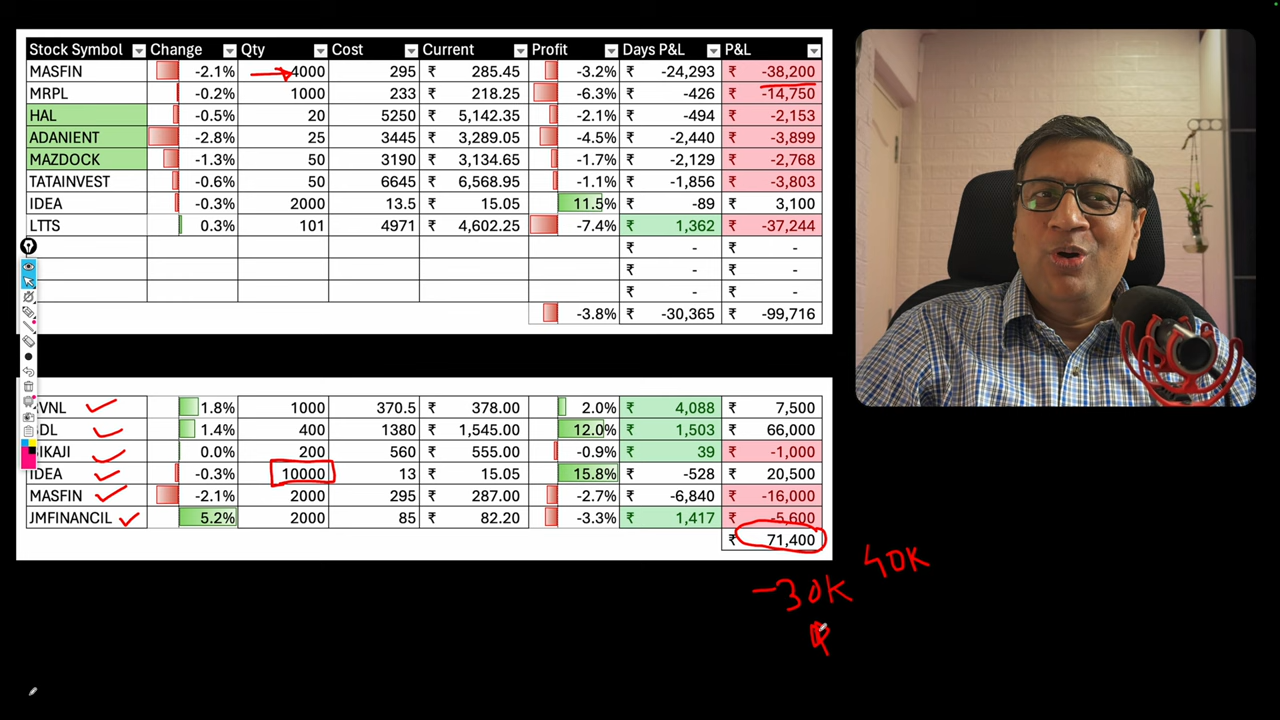 Stock Symbol Change Qty Cost Current Profit Days P&L P&L
MASFIN -2.1% 4000 295 ₹ 285.45 -3.2% ₹ -24,293 ₹ -38,200
MRPL -0.2% 1000 233 ₹ 218.25 -6.3% ₹ -426 ₹ -14,750
HAL -0.5% 20 5250 ₹ 5,142.35 -2.1% ₹ -494 ₹ -2,153
ADANIENT -2.8% 25 3445 ₹ 3,289.05 -4.5% ₹ -2,440 ₹ -3,899
MAZDOCK -1.3% 50 3190 ₹ 3,134.65 -1.7% ₹ -2,129 ₹ -2,768
TATAINVEST -0.6% 50 6645 ₹ 6,568.95 -1.1% ₹ -1,856 ₹ -3,803
IDEA -0.3% 2000 13.5 ₹ 15.05 11.5% ₹ -89 ₹ 3,100
LTTS 0.3% 101 4971 ₹ 4,602.25 -7.4% ₹ 1,362 ₹ -37,244
₹ - ₹ -
₹ - ₹ -
₹ - ₹ -
-3.8% ₹ -30,365 ₹ -99,716
VNL 1.8% 1000 370.5 ₹ 378.00 2.0% ₹ 4,088 ₹ 7,500
DL 1.4% 400 1380 ₹ 1,545.00 12.0% ₹ 1,503 ₹ 66,000
IKAJI 0.0% 200 560 ₹ 555.00 -0.9% ₹ 39 ₹ -1,000
IDEA -0.3% 10000 13 ₹ 15.05 15.8% ₹ -528 ₹ 20,500
MASFIN -2.1% 2000 295 ₹ 287.00 -2.7% ₹ -6,840 ₹ -16,000
JMFINANCIL 5.2% 2000 85 ₹ 82.20 -3.3% ₹ 1,417 ₹ -5,600
₹ 71,400
-30K 40K